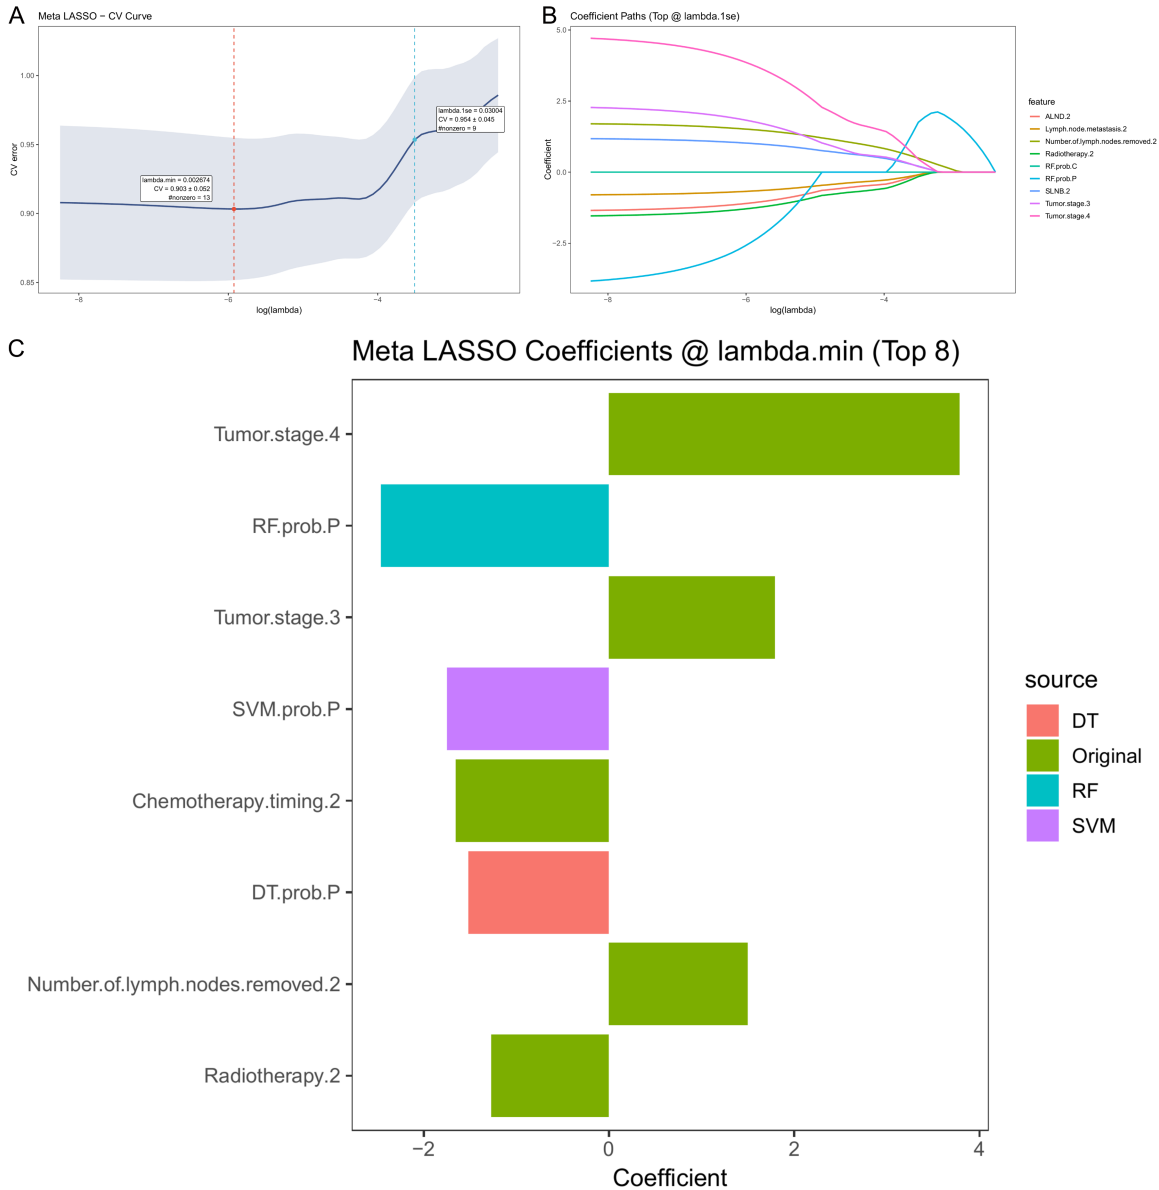 A
Meta LASSO − CV Curve
CV error
1.00
0.95
0.90
0.85
lambda.min = 0.002674
CV = 0.903 ± 0.052
#nonzero = 13
lambda.1se = 0.03004
CV = 0.954 ± 0.045
#nonzero = 9
−8
−6
−4
log(lambda)
B
Coefficient Paths (Top @ lambda.1se)
Coefficient
5.0
2.5
0.0
−2.5
−8
−6
−4
log(lambda)
feature
ALND.2
Lymph.node.metastasis.2
Number.of.lymph.nodes.removed.2
Radiotherapy.2
RF.prob.C
RF.prob.P
SLNB.2
Tumor.stage.3
Tumor.stage.4
C
Meta LASSO Coefficients @ lambda.min (Top 8)
Tumor.stage.4
RF.prob.P
Tumor.stage.3
SVM.prob.P
Chemotherapy.timing.2
DT.prob.P
Number.of.lymph.nodes.removed.2
Radiotherapy.2
−2
0
2
4
Coefficient
source
DT
Original
RF
SVM